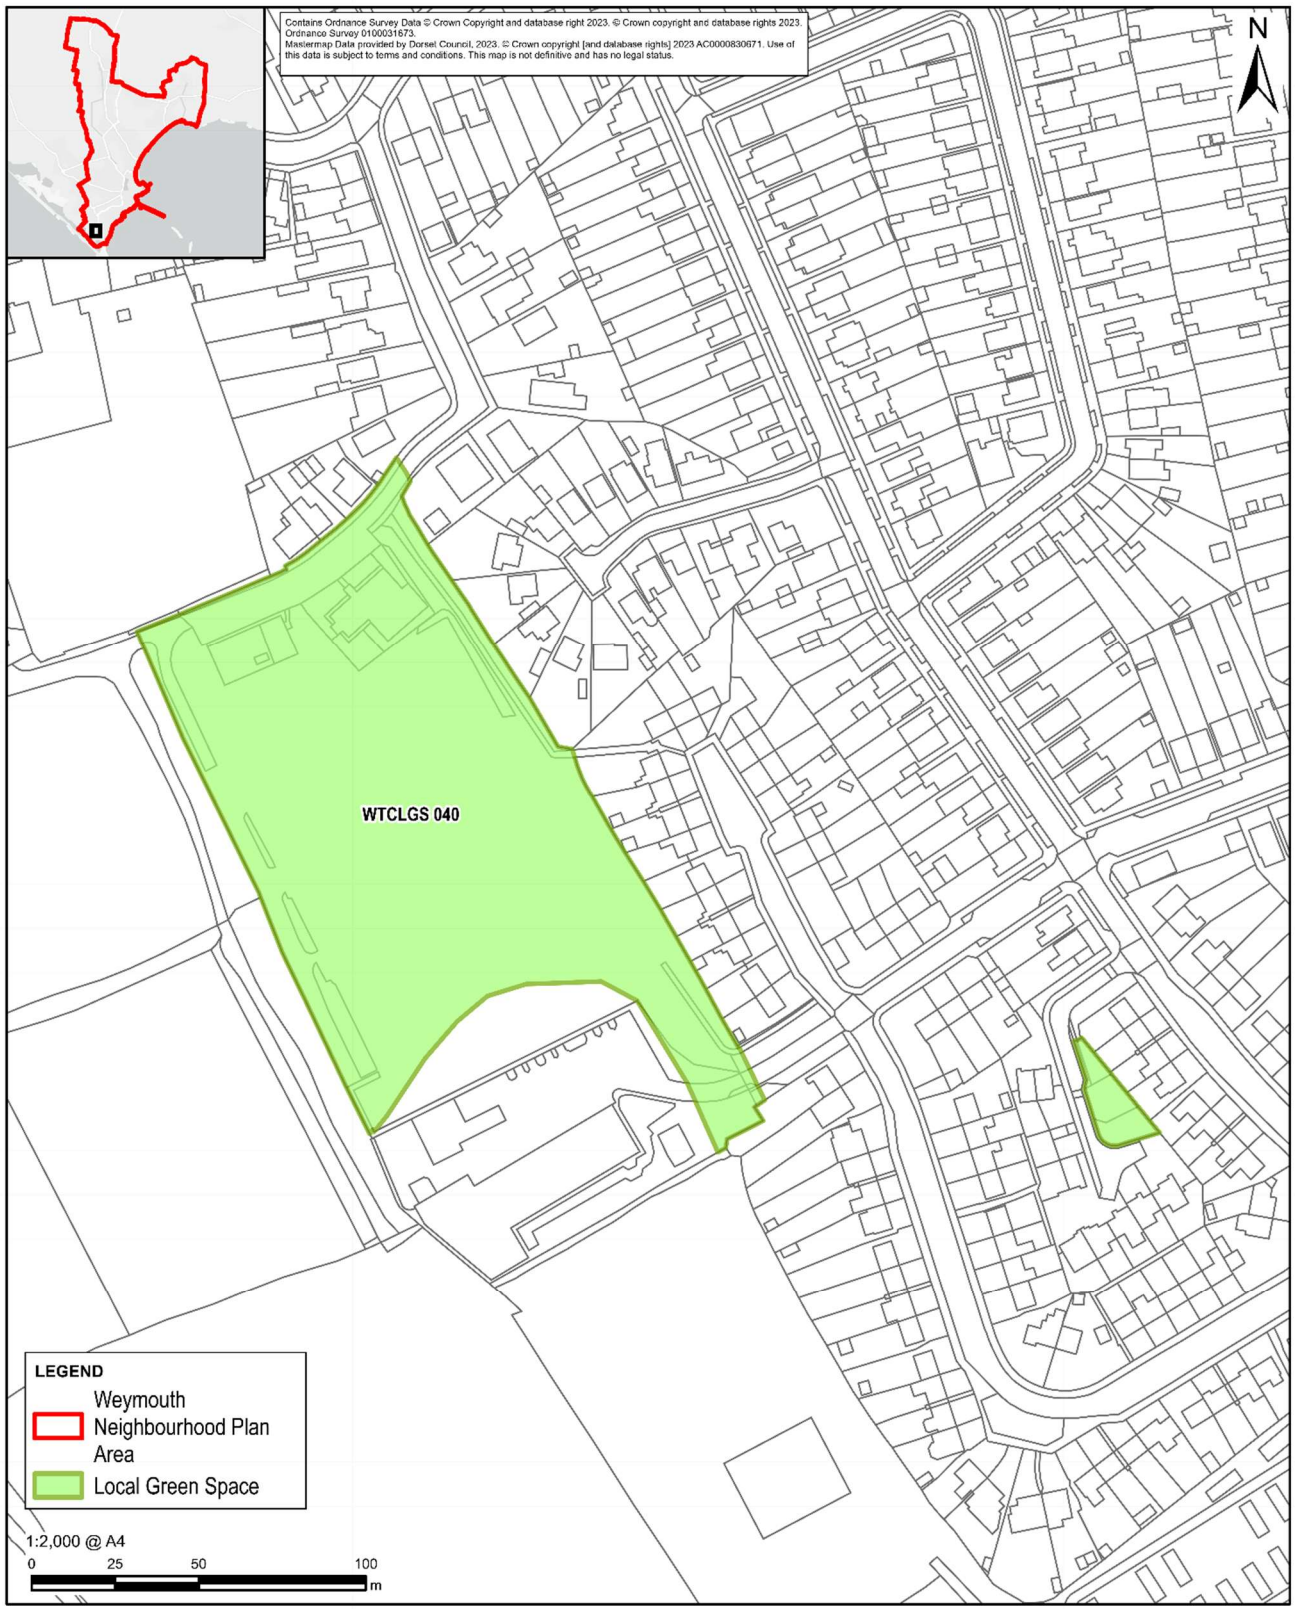 Contains Ordnance Survey Data © Crown Copyright and database right 2023. © Crown copyright and database rights 2023.
Ordnance Survey 0100031673.
Mastermap Data provided by Dorset Council, 2023. © Crown copyright [and database rights] 2023 AC0000830671. Use of
this data is subject to terms and conditions. This map is not definitive and has no legal status.
N
WTCLGS 040
LEGEND
Weymouth
Neighbourhood Plan
Area
Local Green Space
1:2,000 @ A4
0 25 50 100
m